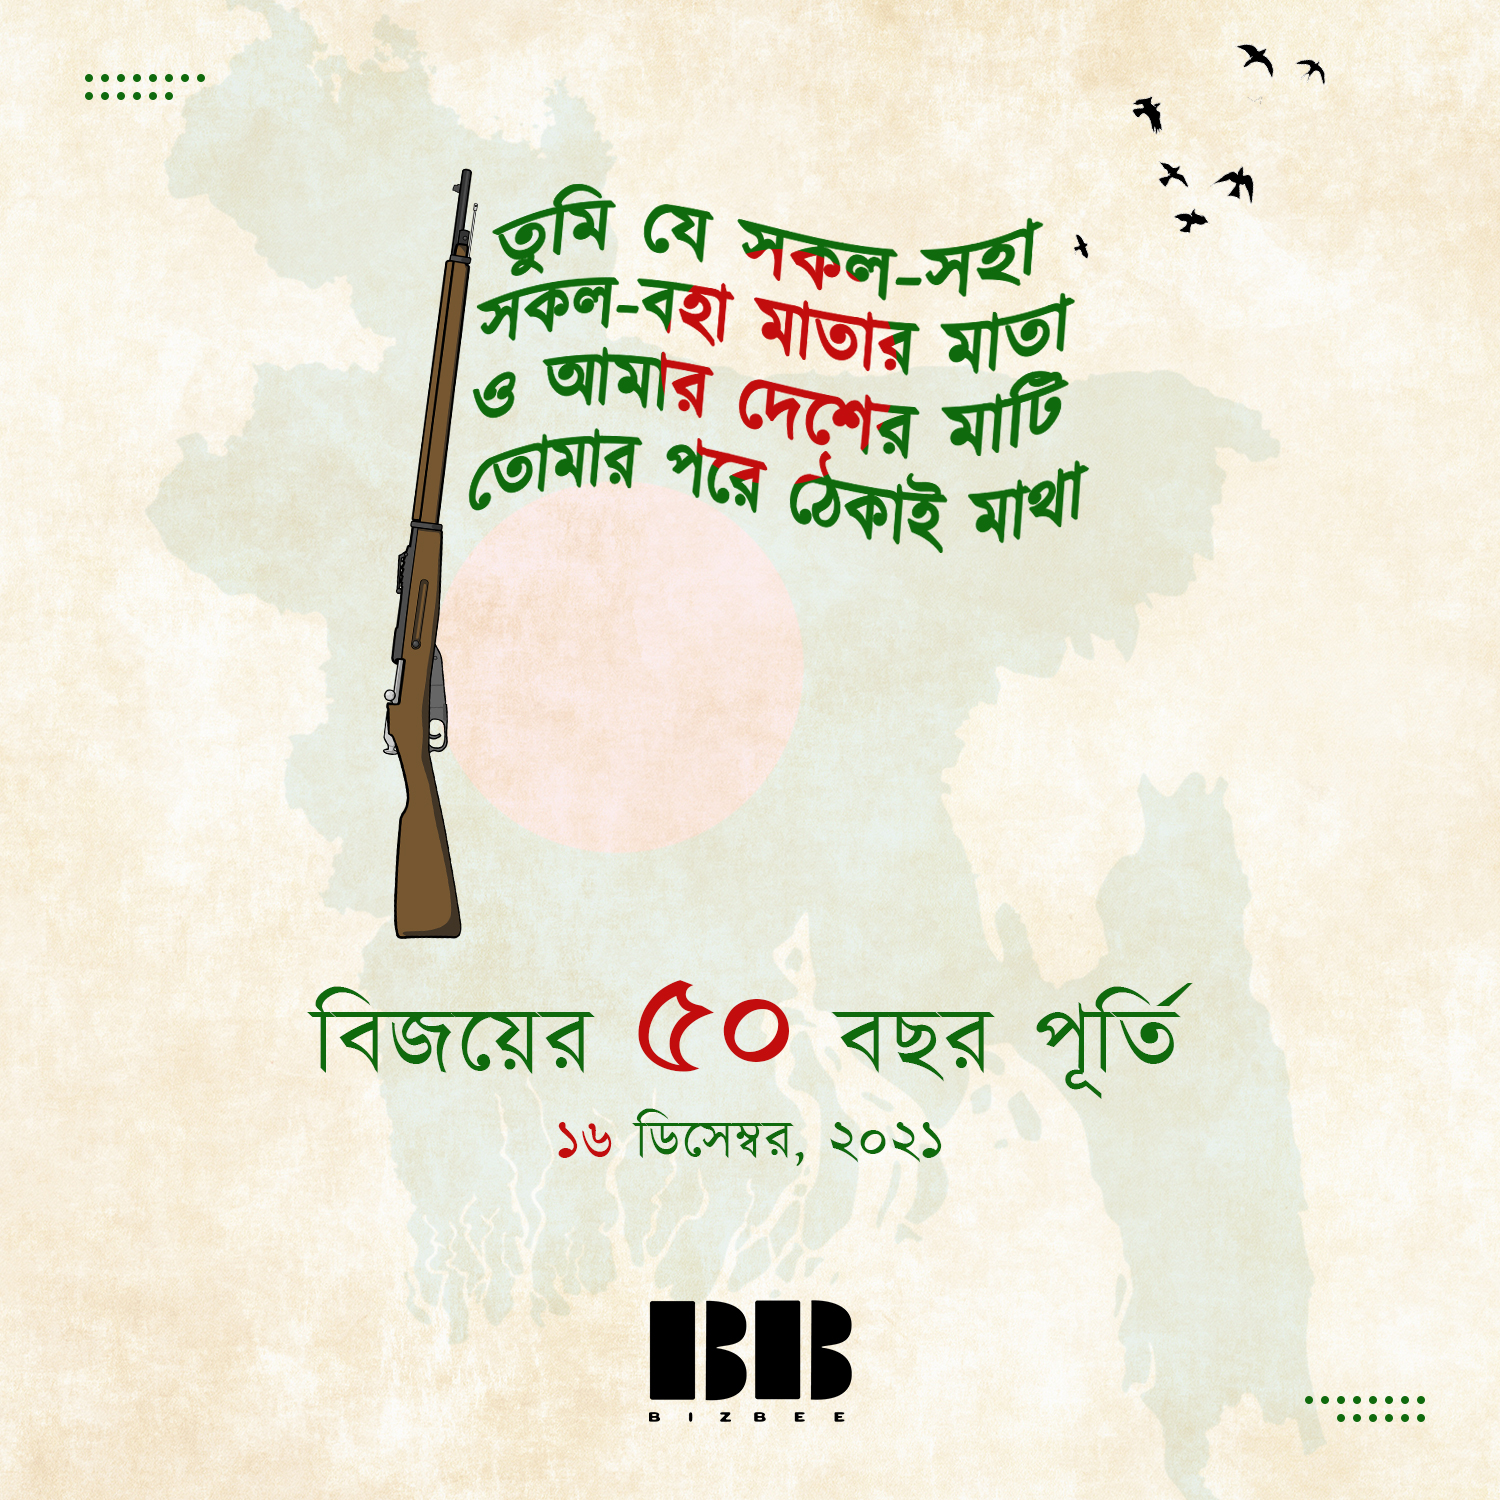 তুমি যে সকল-সহা
সকল-বহা মাতার মাতা
ও আমার দেশের মাটি
তোমার পরে ঠেকাই মাথা
বিজয়ের ৫০ বছর পূর্তি
১৬ ডিসেম্বর, ২০২১
BB
BIZBEE